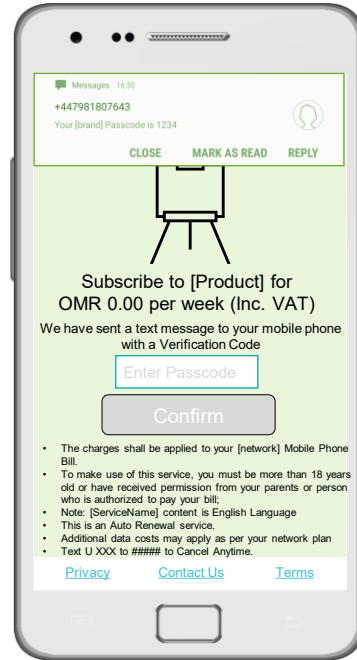 Messages 16:50
+447981807643
Your [brand] Passcode is 1234
CLOSE MARK AS READ REPLY
Subscribe to [Product] for
OMR 0.00 per week (Inc. VAT)
We have sent a text message to your mobile phone
with a Verification Code
Enter Passcode
Confirm
• The charges shall be applied to your [network] Mobile Phone
Bill.
• To make use of this service, you must be more than 18 years
old or have received permission from your parents or person
who is authorized to pay your bill;
• Note: [ServiceName] content is English Language
• This is an Auto Renewal service.
• Additional data costs may apply as per your network plan
• Text U XXX to ##### to Cancel Anytime.
Privacy Contact Us Terms